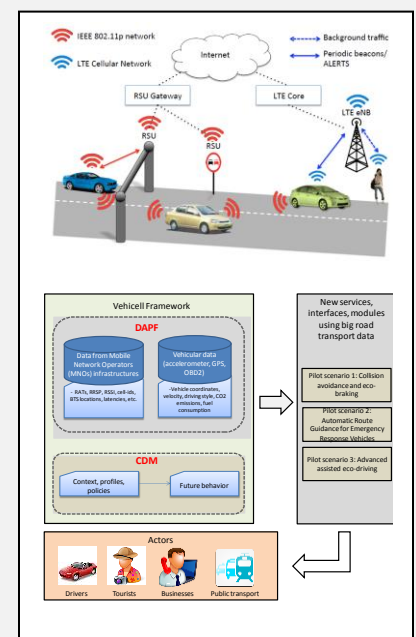 IEEE 802.11p network
LTE Cellular Network
Internet
Background traffic
Periodic beacons/
ALERTS
RSU Gateway
LTE Core
LTE eNB
RSU
RSU
Vehicell Framework
DAPF
Data from Mobile
Network Operators
(MNOs) infrastructures
- RATs, RRSP, RSSI, cell-ids,
BTS locations, latencies, etc.
Vehicular data
(accelerometer, GPS,
OBD2)
-Vehicle coordinates,
velocity, driving style, CO2
emissions, fuel
consumption
CDM
Context, profiles,
policies
Future behavior
New services,
interfaces, modules
using big road
transport data
Pilot scenario 1: Collision
avoidance and eco-
braking
Pilot scenario 2:
Automatic Route
Guidance for Emergency
Response Vehicles
Pilot scenario 3: Advanced
assisted eco-driving
Actors
Drivers
Tourists
Businesses
Public transport